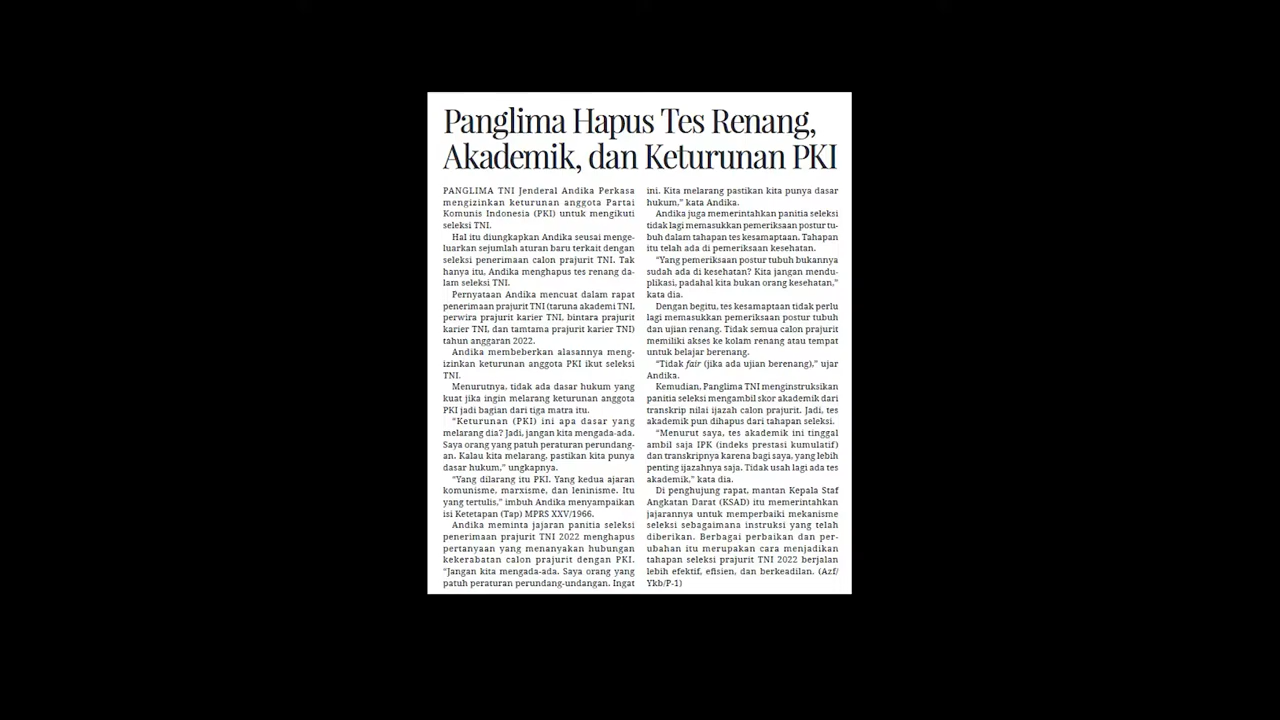 Panglima Hapus Tes Renang,
Akademik, dan Keturunan PKI
PANGLIMA TNI Jenderal Andika Perkasa
mengizinkan keturunan anggota Partai
Komunis Indonesia (PKI) untuk mengikuti
seleksi TNI.
Hal itu diungkapkan Andika seusai menge-
luarkan sejumlah aturan baru terkait dengan
seleksi penerimaan calon prajurit TNI. Tak
hanya itu, Andika menghapus tes renang da-
lam seleksi TNI.
Pernyataan Andika mencuat dalam rapat
penerimaan prajurit TNI (taruna akademi TNI,
perwira prajurit karier TNI, bintara prajurit
karier TNI, dan tamtama prajurit karier TNI)
tahun anggaran 2022.
Andika membeberkan alasannya meng-
izinkan keturunan anggota PKI ikut seleksi
TNI.
Menurutnya, tidak ada dasar hukum yang
kuat jika ingin melarang keturunan anggota
PKI jadi bagian dari tiga matra itu.
"Keturunan (PKI) ini apa dasar yang
melarang dia? Jadi, jangan kita mengada-ada.
Saya orang yang patuh peraturan perundang-
an. Kalau kita melarang, pastikan kita punya
dasar hukum," ungkapnya.
"Yang dilarang itu PKI. Yang kedua ajaran
komunisme, marxisme, dan leninisme. Itu
yang tertulis," imbuh Andika menyampaikan
isi Ketetapan (Tap) MPRS XXV/1966.
Andika meminta jajaran panitia seleksi
penerimaan prajurit TNI 2022 menghapus
pertanyaan yang menanyakan hubungan
kekerabatan calon prajurit dengan PKI.
"Jangan kita mengada-ada. Saya orang yang
patuh peraturan perundang-undangan. Ingat
ini. Kita melarang pastikan kita punya dasar
hukum," kata Andika.
Andika juga memerintahkan panitia seleksi
tidak lagi memasukkan pemeriksaan postur tu-
buh dalam tahapan tes kesamaptaan. Tahapan
itu telah ada di pemeriksaan kesehatan.
"Yang pemeriksaan postur tubuh bukannya
sudah ada di kesehatan? Kita jangan mendu-
plikasi, padahal kita bukan orang kesehatan,"
kata dia.
Dengan begitu, tes kesamaptaan tidak perlu
lagi memasukkan pemeriksaan postur tubuh
dan ujian renang. Tidak semua calon prajurit
memiliki akses ke kolam renang atau tempat
untuk belajar berenang.
"Tidak fair (jika ada ujian berenang)," ujar
Andika.
Kemudian, Panglima TNI menginstruksikan
panitia seleksi mengambil skor akademik dari
transkrip nilai ijazah calon prajurit. Jadi, tes
akademik pun dihapus dari tahapan seleksi.
"Menurut saya, tes akademik ini tinggal
ambil saja IPK (indeks prestasi kumulatif)
dan transkripnya karena bagi saya, yang lebih
penting ijazahnya saja. Tidak usah lagi ada tes
akademik," kata dia.
Di penghujung rapat, mantan Kepala Staf
Angkatan Darat (KSAD) itu memerintahkan
jajarannya untuk memperbaiki mekanisme
seleksi sebagaimana instruksi yang telah
diberikan. Berbagai perbaikan dan per-
ubahan itu merupakan cara menjadikan
tahapan seleksi prajurit TNI 2022 berjalan
lebih efektif, efisien, dan berkeadilan. (Azf/
Ykb/P-1)